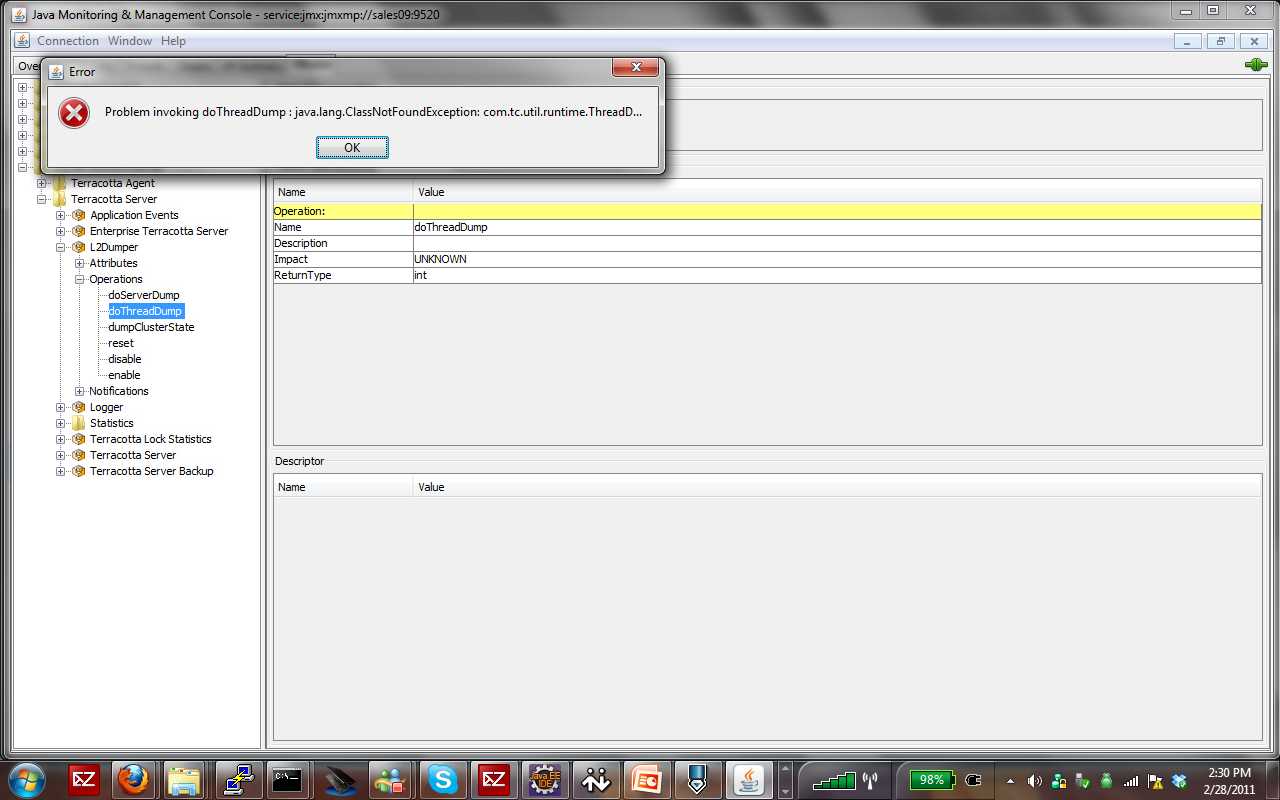 Java Monitoring & Management Console - service:jmx:jmxmp://sales09:9520
Connection Window Help
Error
Problem invoking doThreadDump : java.lang.ClassNotFoundException: com.tc.util.runtime.ThreadD...
OK
Terracotta Agent
Terracotta Server
Application Events
Enterprise Terracotta Server
L2Dumper
Attributes
Operations
doServerDump
doThreadDump
dumpClusterState
reset
disable
enable
Notifications
Logger
Statistics
Terracotta Lock Statistics
Terracotta Server
Terracotta Server Backup
Name Value
Operation:
Name doThreadDump
Description
Impact UNKNOWN
ReturnType int
Descriptor
Name Value
Java EE
IDE
98%
2:30 PM
2/28/2011